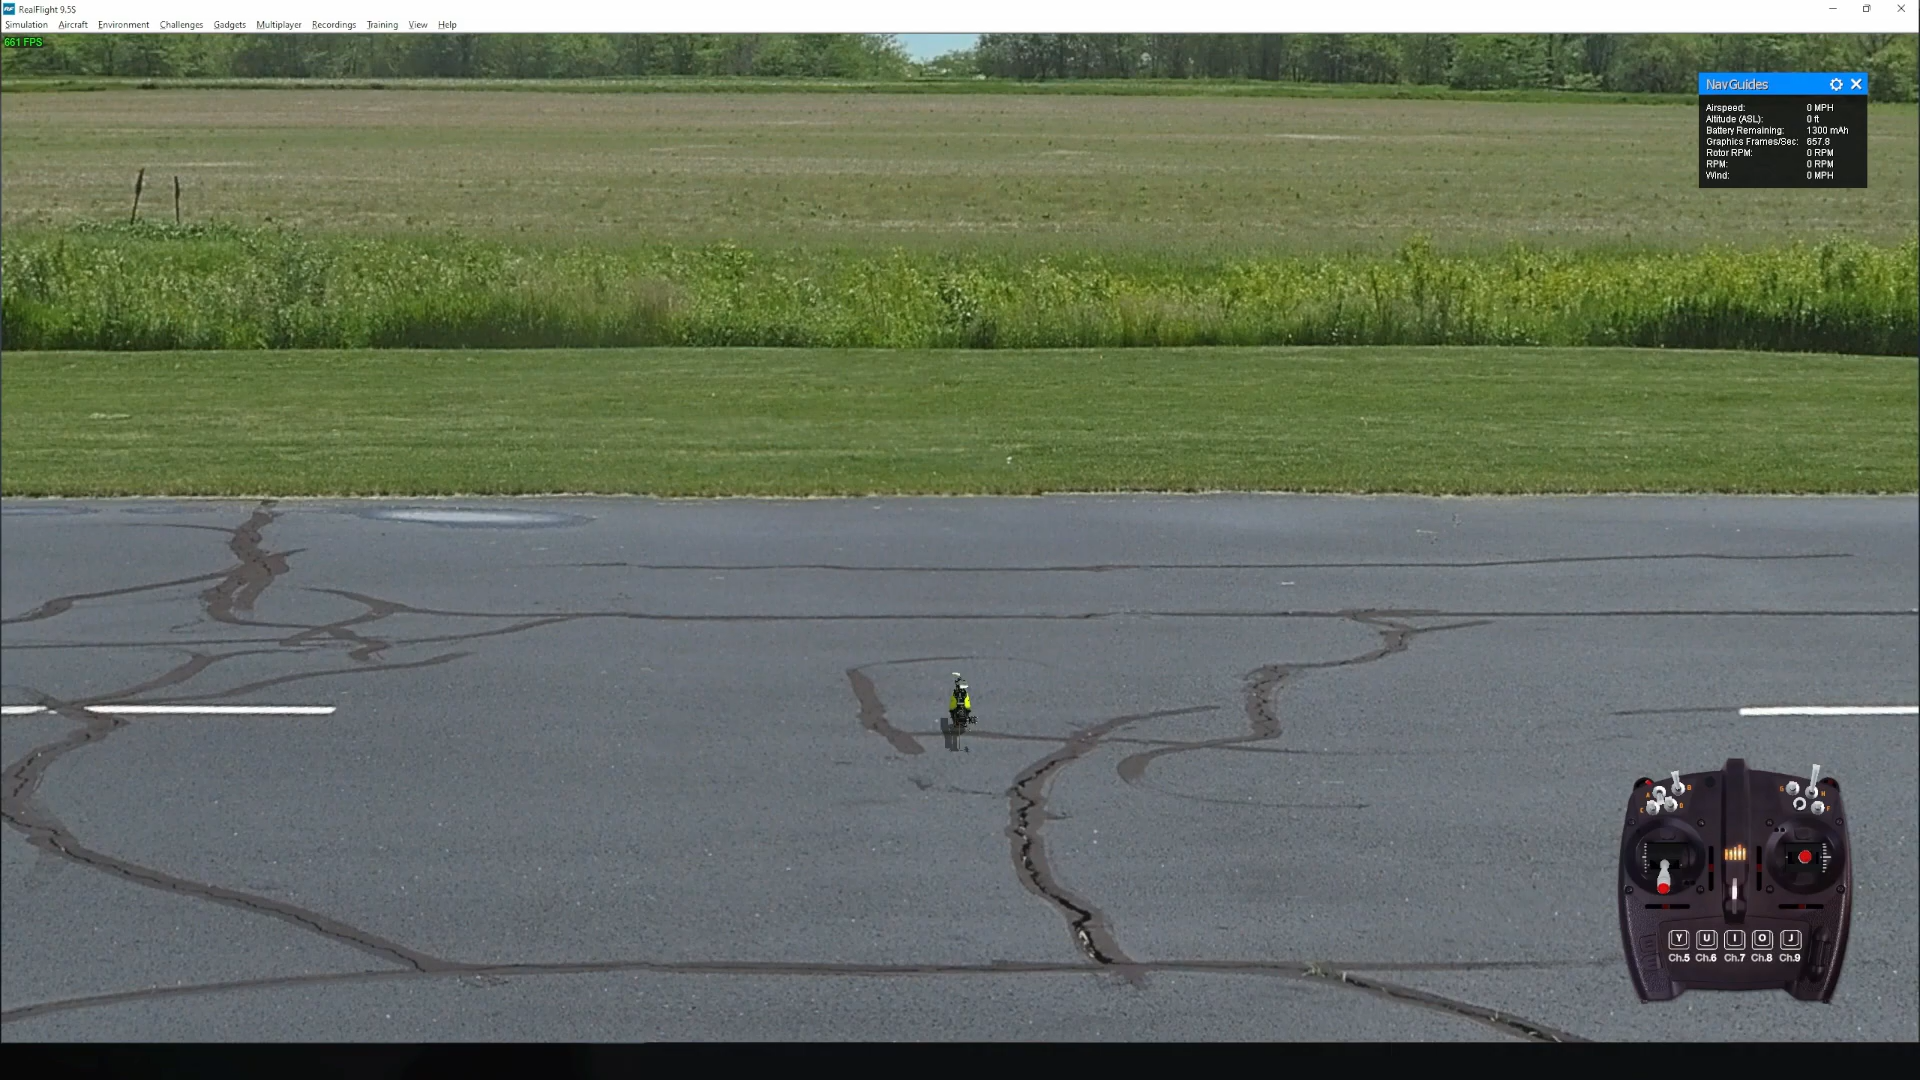 RealFlight 9.5S
Simulation Aircraft Environment Challenges Gadgets Multiplayer Recordings Training View Help
661 FPS
NavGuides
Airspeed: 0 MPH
Altitude (ASL): 0 ft
Battery Remaining: 1300 mAh
Graphics Frames/Sec: 657.8
Rotor RPM: 0 RPM
RPM: 0 RPM
Wind: 0 MPH
Y U I O J
Ch.5 Ch.6 Ch.7 Ch.8 Ch.9